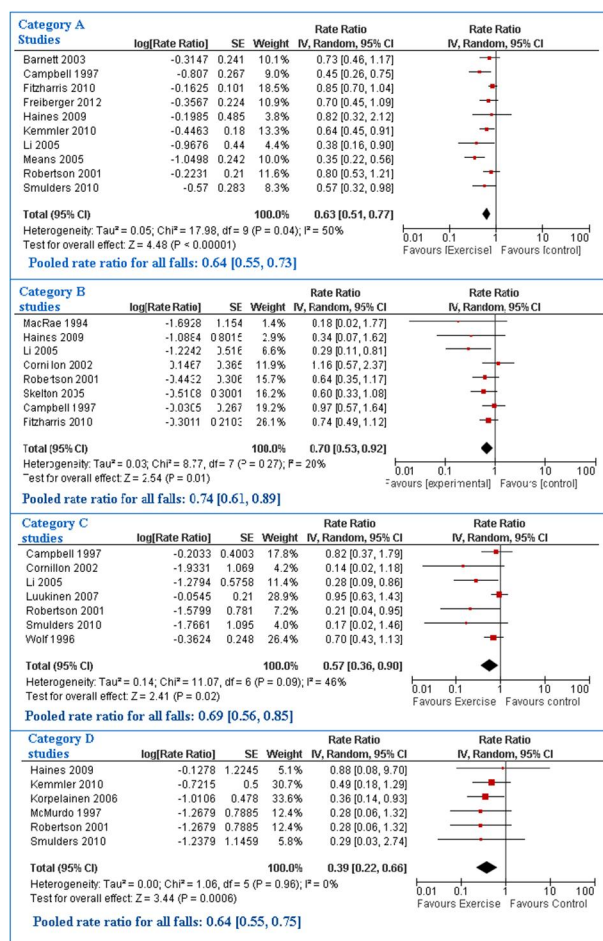 Category A
Studies
Rate Ratio Rate Ratio
log[Rate Ratio] SE Weight IV, Random, 95% CI IV, Random, 95% CI
Barnett 2003 -0.3147 0.241 10.1% 0.73 [0.46, 1.17]
Campbell 1997 -0.807 0.267 9.0% 0.45 [0.26, 0.75]
Fitzharris 2010 -0.1625 0.101 18.5% 0.85 [0.70, 1.04]
Freiberger 2012 -0.3567 0.224 10.9% 0.70 [0.45, 1.09]
Haines 2009 -0.1985 0.485 3.8% 0.82 [0.32, 2.12]
Kemmler 2010 -0.4463 0.18 13.3% 0.64 [0.45, 0.91]
Li 2005 -0.9676 0.44 4.4% 0.38 [0.16, 0.90]
Means 2005 -1.0498 0.242 10.0% 0.35 [0.22, 0.56]
Robertson 2001 -0.2231 0.21 11.6% 0.80 [0.53, 1.21]
Smulders 2010 -0.57 0.283 8.3% 0.57 [0.32, 0.98]
Total (95% CI) 100.0% 0.63 [0.51, 0.77]
Heterogeneity: Tau² = 0.05; Chi² = 17.98, df = 9 (P = 0.04); I² = 50%
Test for overall effect: Z = 4.48 (P < 0.00001)
0.01 0.1 1 10 100
Favours [Exercise] Favours [control]
Pooled rate ratio for all falls: 0.64 [0.55, 0.73]
Category B
studies
Rate Ratio Rate Ratio
log[Rate Ratio] SE Weight IV, Random, 95% CI IV, Random, 95% CI
MacRae 1994 -1.6928 1.154 1.4% 0.18 [0.02, 1.77]
Haines 2009 -1.0884 0.8015 2.9% 0.34 [0.07, 1.62]
Li 2005 -1.2242 0.516 6.6% 0.29 [0.11, 0.81]
Cornillon 2002 0.1467 0.365 12.1% 1.16 [0.57, 2.37]
Robertson 2001 -0.4432 0.306 15.7% 0.64 [0.35, 1.17]
Skelton 2005 -0.5108 0.3001 16.2% 0.60 [0.33, 1.08]
Campbell 1997 -0.0305 0.267 19.0% 0.97 [0.57, 1.64]
Fitzharris 2010 -0.3011 0.2103 26.1% 0.74 [0.49, 1.12]
Total (95% CI) 100.0% 0.70 [0.53, 0.92]
Heterogeneity: Tau² = 0.03; Chi² = 8.77, df = 7 (P = 0.27); I² = 20%
Test for overall effect: Z = 2.54 (P = 0.01)
0.01 0.1 1 10 100
Favours [experimental] Favours [control]
Pooled rate ratio for all falls: 0.74 [0.61, 0.89]
Category C
studies
Rate Ratio Rate Ratio
log[Rate Ratio] SE Weight IV, Random, 95% CI IV, Random, 95% CI
Campbell 1997 -0.2033 0.4003 17.8% 0.82 [0.37, 1.79]
Cornillon 2002 -1.9331 1.069 4.2% 0.14 [0.02, 1.18]
Li 2005 -1.2794 0.5758 11.4% 0.28 [0.09, 0.86]
Luukinen 2007 -0.0545 0.21 28.9% 0.95 [0.63, 1.43]
Robertson 2001 -1.5799 0.781 7.2% 0.21 [0.04, 0.95]
Smulders 2010 -1.7661 1.095 4.0% 0.17 [0.02, 1.46]
Wolf 1996 -0.3624 0.248 26.4% 0.70 [0.43, 1.13]
Total (95% CI) 100.0% 0.57 [0.36, 0.90]
Heterogeneity: Tau² = 0.14; Chi² = 11.07, df = 6 (P = 0.09); I² = 46%
Test for overall effect: Z = 2.41 (P = 0.02)
0.01 0.1 1 10 100
Favours Exercise Favours control
Pooled rate ratio for all falls: 0.69 [0.56, 0.85]
Category D
studies
Rate Ratio Rate Ratio
log[Rate Ratio] SE Weight IV, Random, 95% CI IV, Random, 95% CI
Haines 2009 -0.1278 1.2245 5.1% 0.88 [0.08, 9.70]
Kemmler 2010 -0.7215 0.5 30.7% 0.49 [0.18, 1.29]
Korpelainen 2006 -1.0106 0.478 33.6% 0.36 [0.14, 0.93]
McMurdo 1997 -1.2679 0.7885 12.4% 0.28 [0.06, 1.32]
Robertson 2001 -1.2679 0.7885 12.4% 0.28 [0.06, 1.32]
Smulders 2010 -1.2379 1.1459 5.8% 0.29 [0.03, 2.74]
Total (95% CI) 100.0% 0.39 [0.22, 0.66]
Heterogeneity: Tau² = 0.00; Chi² = 1.06, df = 5 (P = 0.96); I² = 0%
Test for overall effect: Z = 3.44 (P = 0.0006)
0.01 0.1 1 10 100
Favours Exercise Favours control
Pooled rate ratio for all falls: 0.64 [0.55, 0.75]